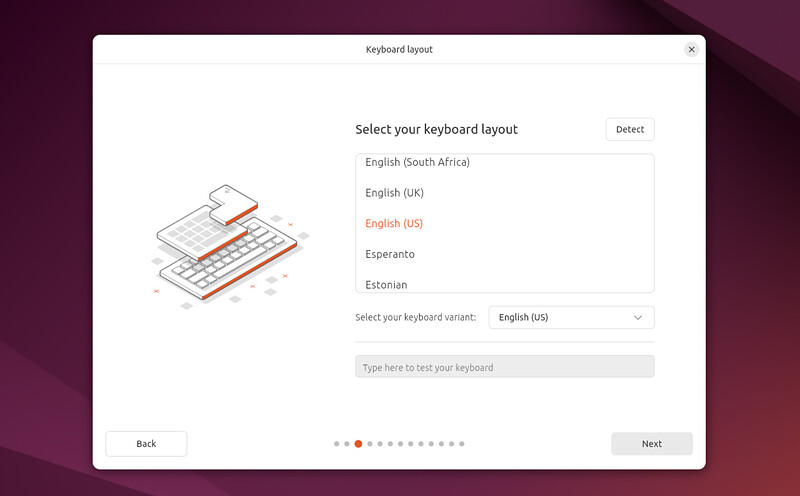 Keyboard layout
Select your keyboard layout
Detect
English (South Africa)
English (UK)
English (US)
Esperanto
Estonian
Select your keyboard variant:
English (US)
Type here to test your keyboard
Back
Next